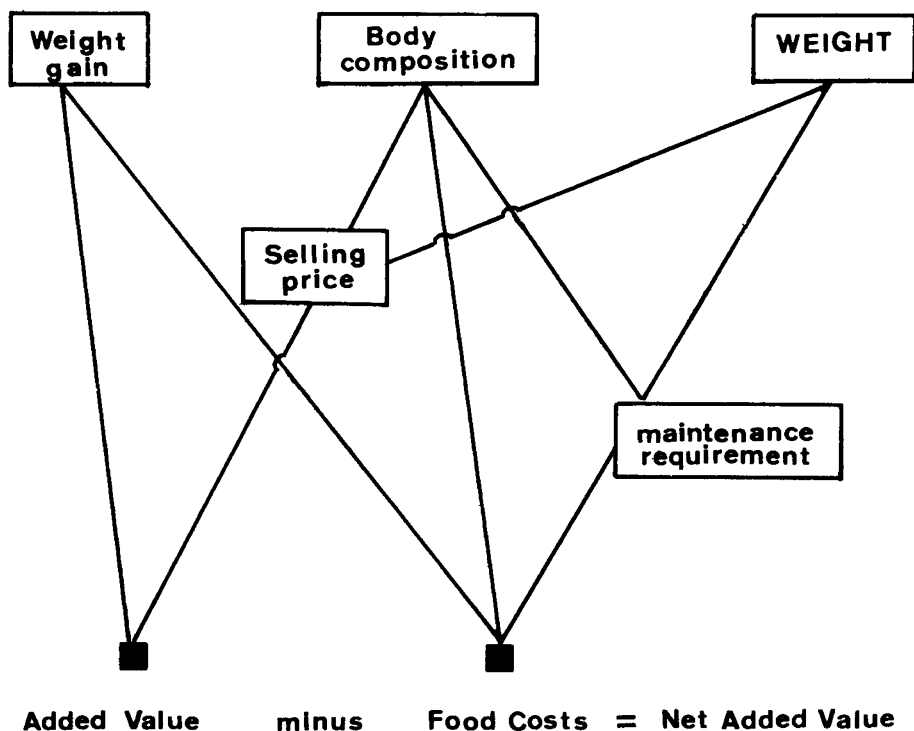 Weight
gain
Body
composition
WEIGHT
Selling
price
maintenance
requirement
Added Value minus Food Costs = Net Added Value